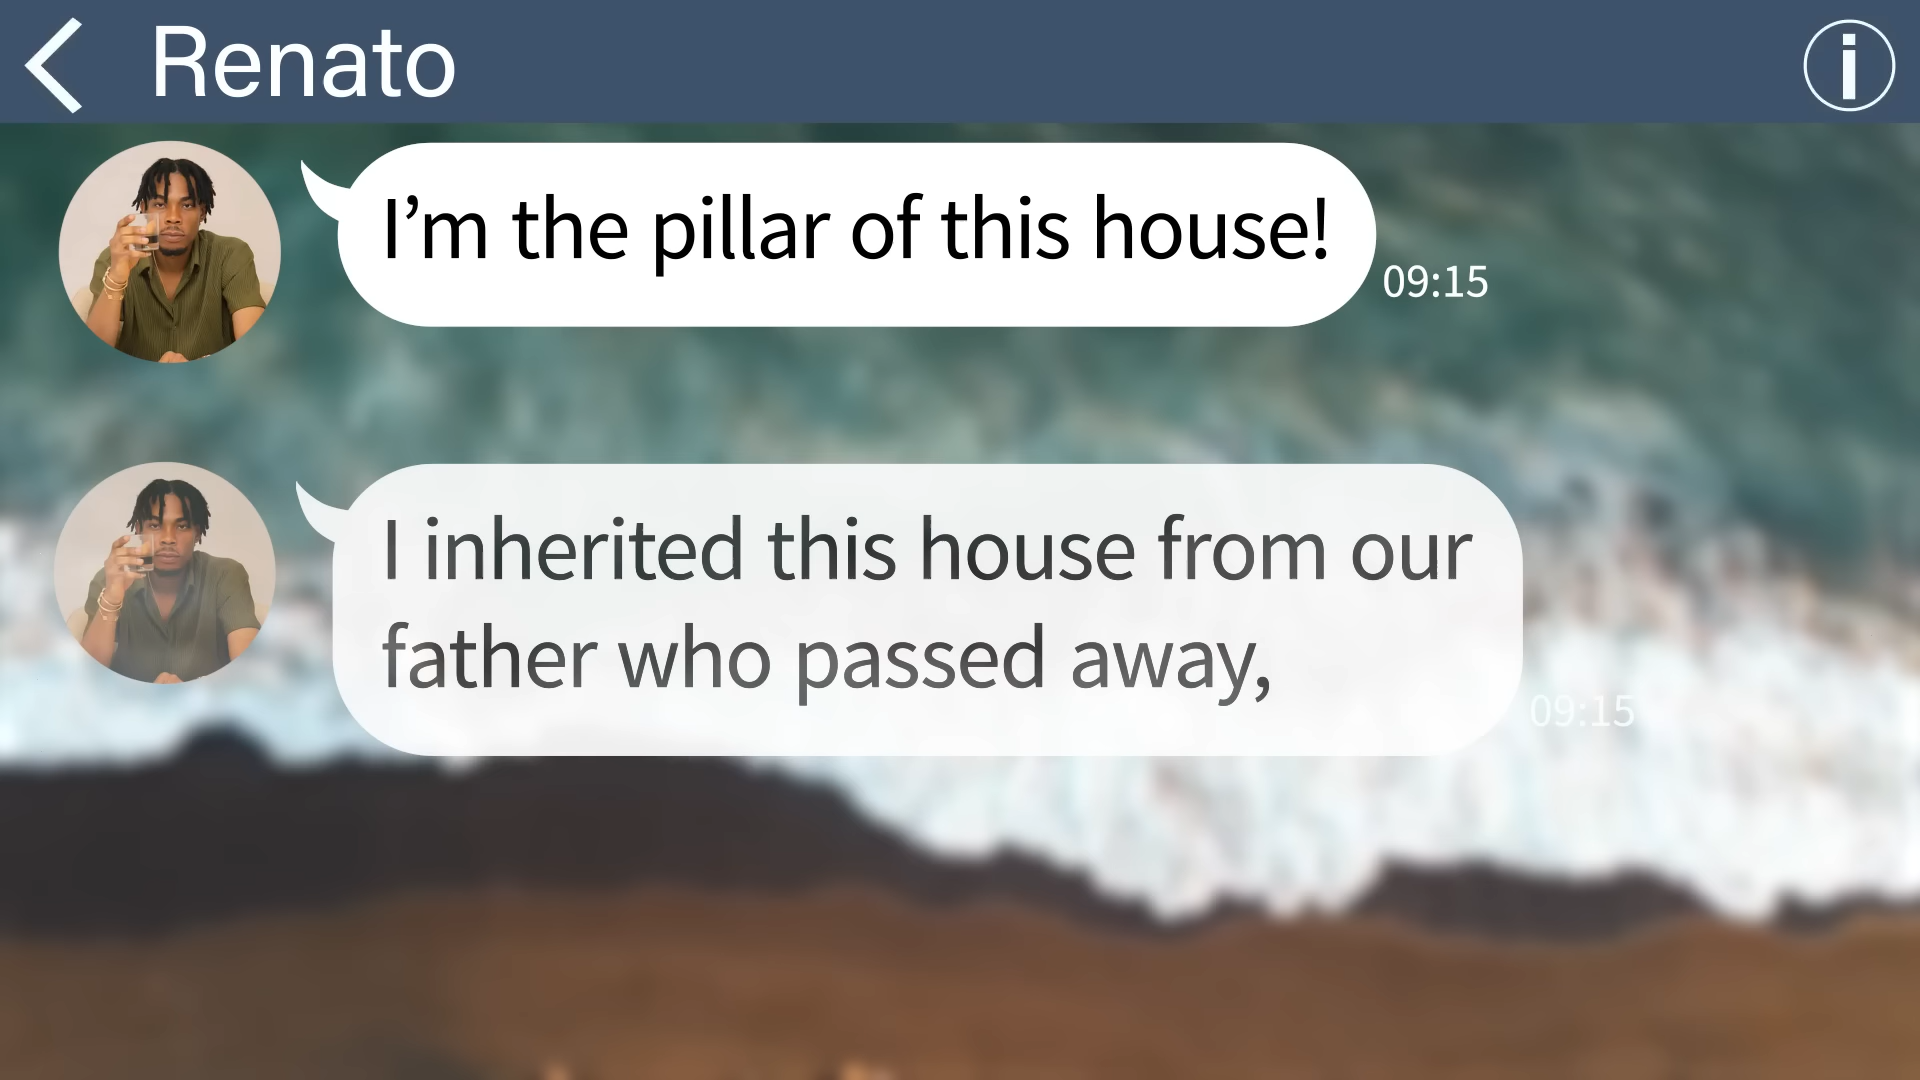 Renato
I’m the pillar of this house!
09:15
I inherited this house from our
father who passed away,
09:15